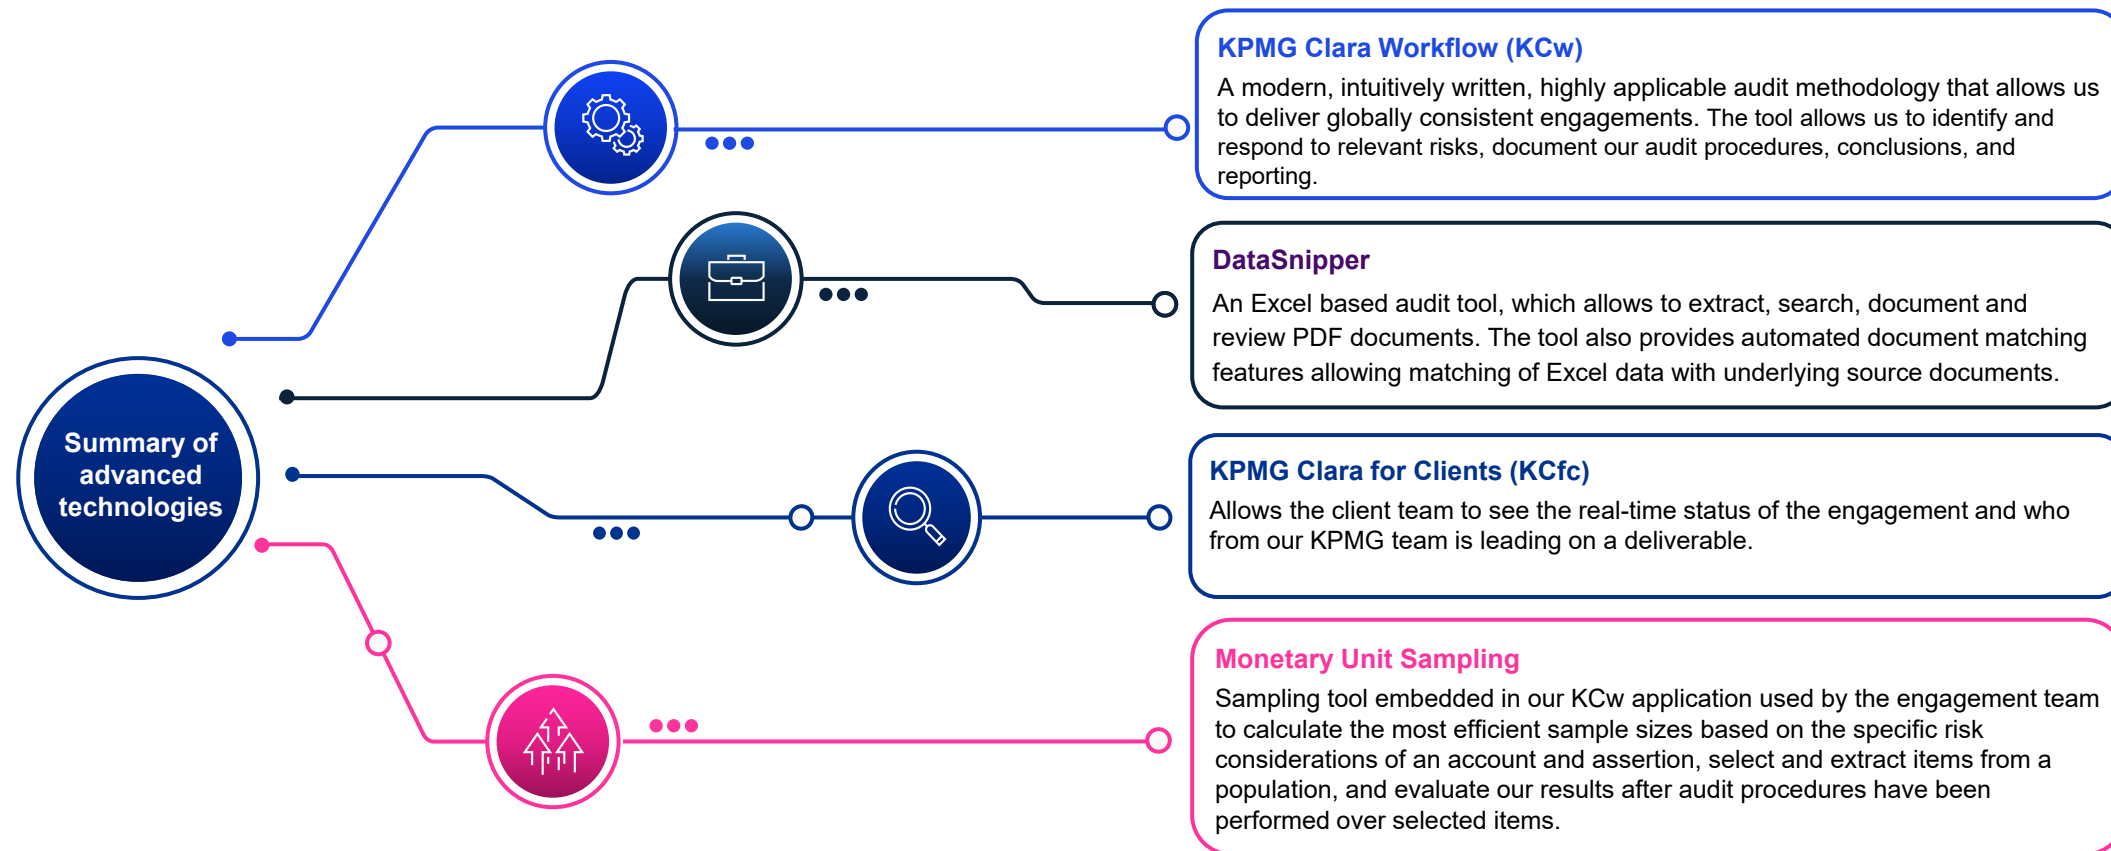 Summary of
advanced
technologies
KPMG Clara Workflow (KCw)
A modern, intuitively written, highly applicable audit methodology that allows us
to deliver globally consistent engagements. The tool allows us to identify and
respond to relevant risks, document our audit procedures, conclusions, and
reporting.
DataSnipper
An Excel based audit tool, which allows to extract, search, document and
review PDF documents. The tool also provides automated document matching
features allowing matching of Excel data with underlying source documents.
KPMG Clara for Clients (KCfc)
Allows the client team to see the real-time status of the engagement and who
from our KPMG team is leading on a deliverable.
Monetary Unit Sampling
Sampling tool embedded in our KCw application used by the engagement team
to calculate the most efficient sample sizes based on the specific risk
considerations of an account and assertion, select and extract items from a
population, and evaluate our results after audit procedures have been
performed over selected items.